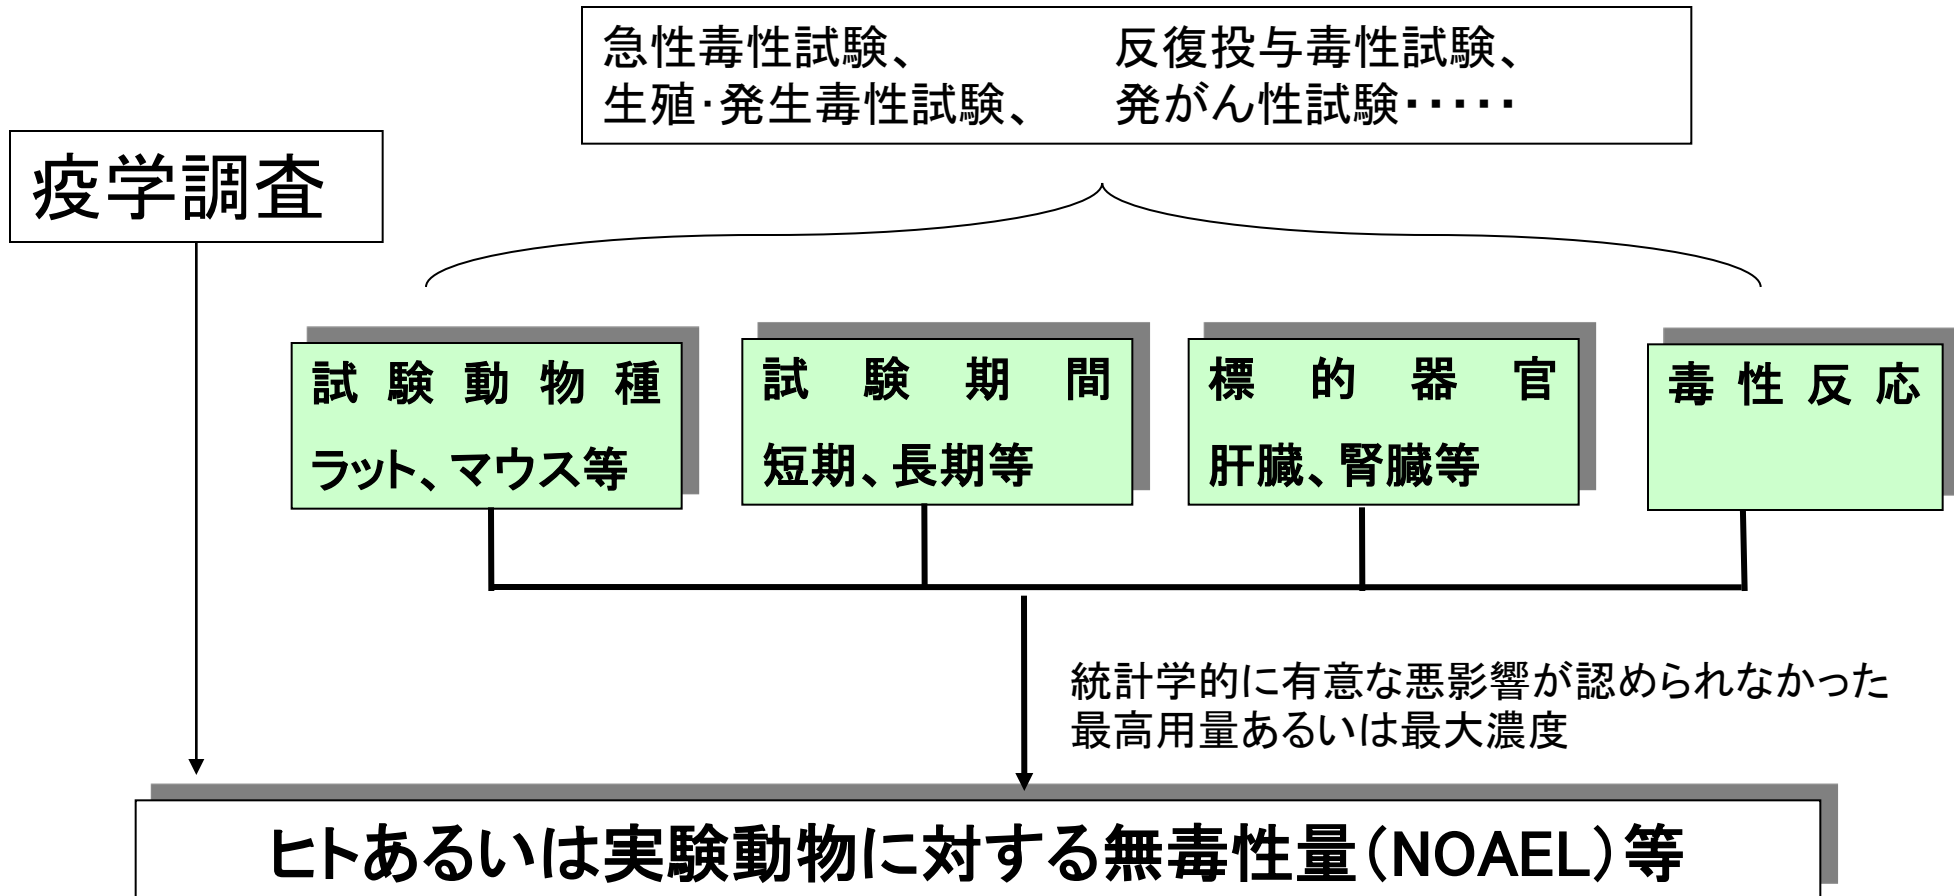 急性毒性試験、 反復投与毒性試験、
生殖・発生毒性試験、 発がん性試験・・・・・
疫学調査
試験動物種
ラット、マウス等
試験期間
短期、長期等
標的器官
肝臓、腎臓等
毒性反応
統計学的に有意な悪影響が認められなかった
最高用量あるいは最大濃度
ヒトあるいは実験動物に対する無毒性量(NOAEL)等